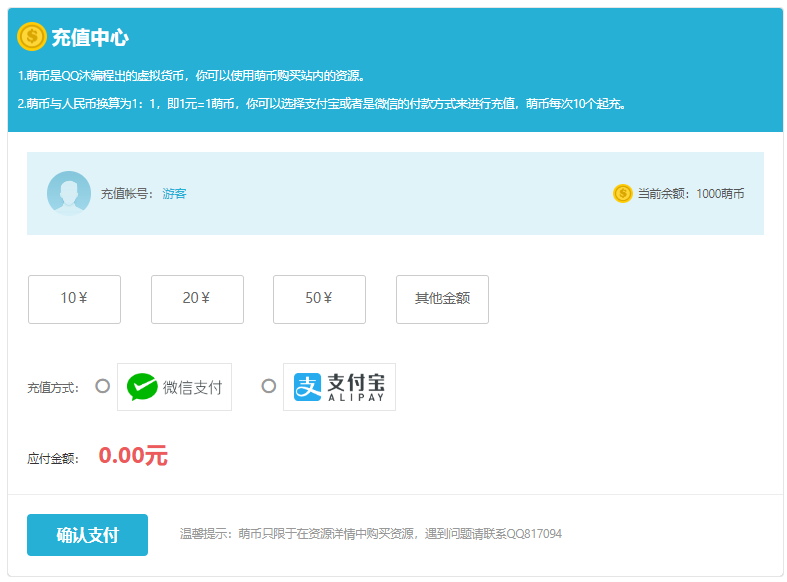 充值中心
1.萌币是QQ沐编程出的虚拟货币，你可以使用萌币购买站内的资源。
2.萌币与人民币换算为1：1，即1元=1萌币，你可以选择支付宝或者是微信的付款方式来进行充值，萌币每次10个起充。
充值帐号： 游客 当前余额：1000萌币
10￥ 20￥ 50￥ 其他金额
充值方式： 微信支付 支付宝 ALIPAY
应付金额： 0.00元
确认支付 温馨提示：萌币只限于在资源详情中购买资源，遇到问题请联系QQ817094